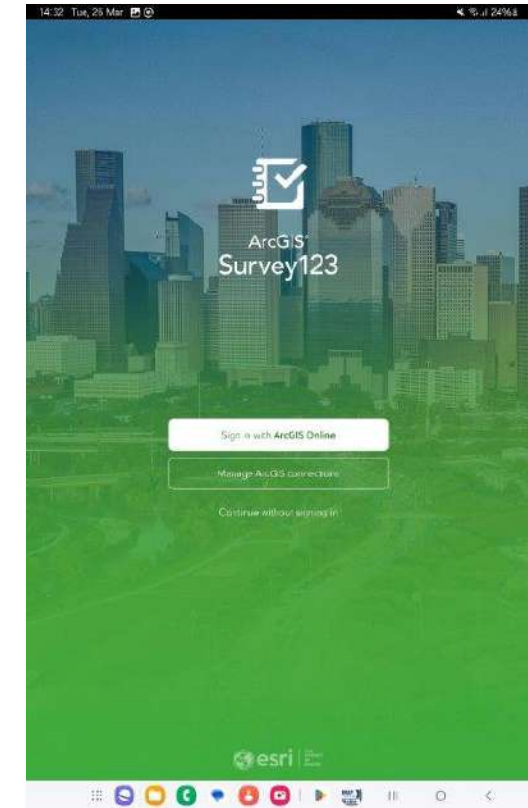 14:32 Tue, 26 Mar
24%
ArcGIS
Survey123
Sign in with ArcGIS Online
Manage ArcGIS connections
Continue without signing in
esri